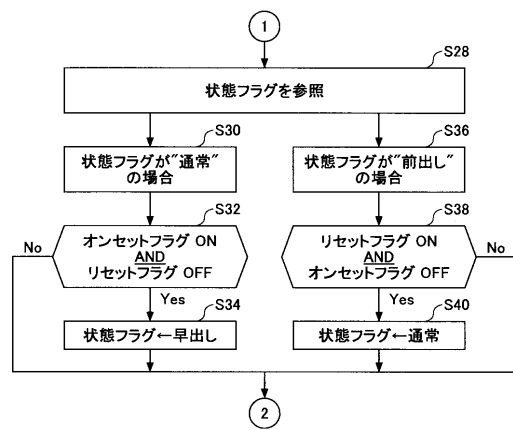 1
S28
状態フラグを参照
S30
状態フラグが"通常"
の場合
S36
状態フラグが"前出し"
の場合
S32
オンセットフラグ ON
AND
リセットフラグ OFF
No
Yes
S38
リセットフラグ ON
AND
オンセットフラグ OFF
No
Yes
S34
状態フラグ←早出し
S40
状態フラグ←通常
2